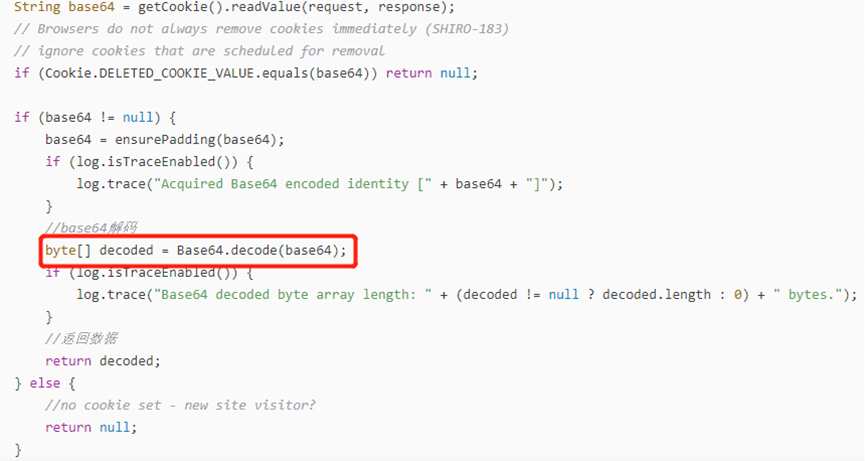 String base64 = getCookie().readValue(request, response);
// Browsers do not always remove cookies immediately (SHIRO-183)
// ignore cookies that are scheduled for removal
if (Cookie.DELETED_COOKIE_VALUE.equals(base64)) return null;

if (base64 != null) {
    base64 = ensurePadding(base64);
    if (log.isTraceEnabled()) {
        log.trace("Acquired Base64 encoded identity [" + base64 + "]");
    }
    //base64解码
    byte[] decoded = Base64.decode(base64);
    if (log.isTraceEnabled()) {
        log.trace("Base64 decoded byte array length: " + (decoded != null ? decoded.length : 0) + " bytes.");
    }
    //返回数据
    return decoded;
} else {
    //no cookie set - new site visitor?
    return null;
}